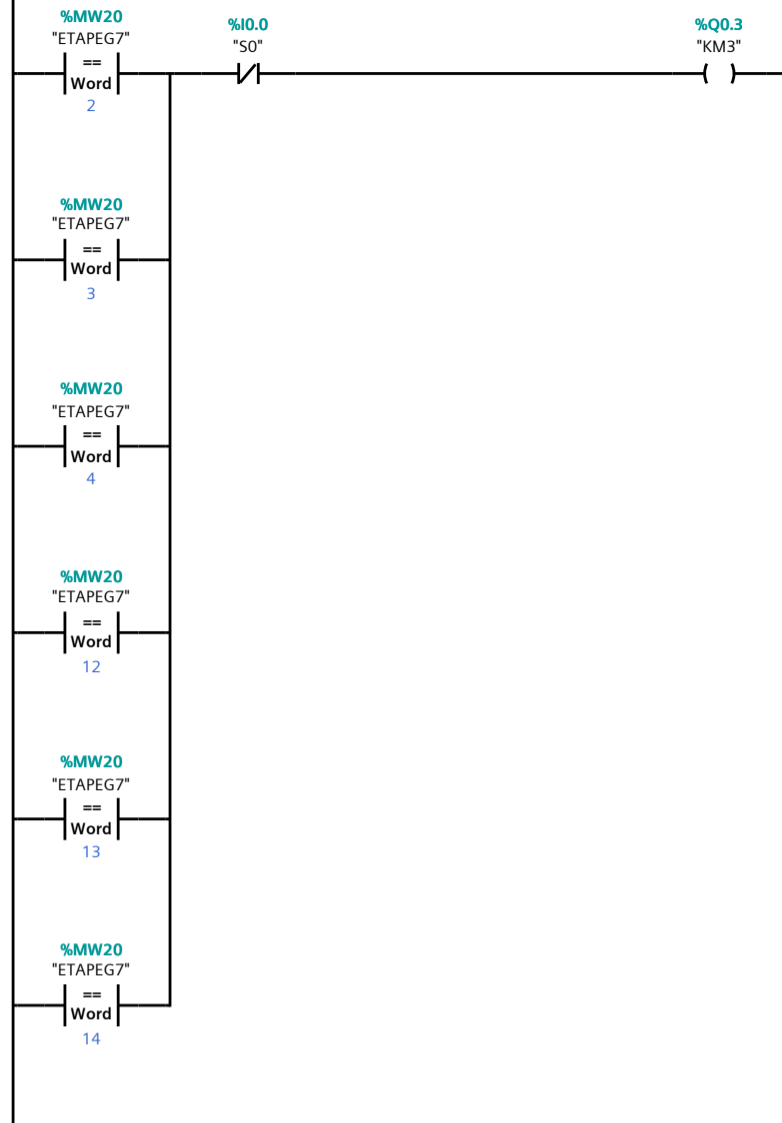 %MW20
"ETAPEG7"
==
Word
2
%I0.0
"S0"
%Q0.3
"KM3"
%MW20
"ETAPEG7"
==
Word
3
%MW20
"ETAPEG7"
==
Word
4
%MW20
"ETAPEG7"
==
Word
12
%MW20
"ETAPEG7"
==
Word
13
%MW20
"ETAPEG7"
==
Word
14